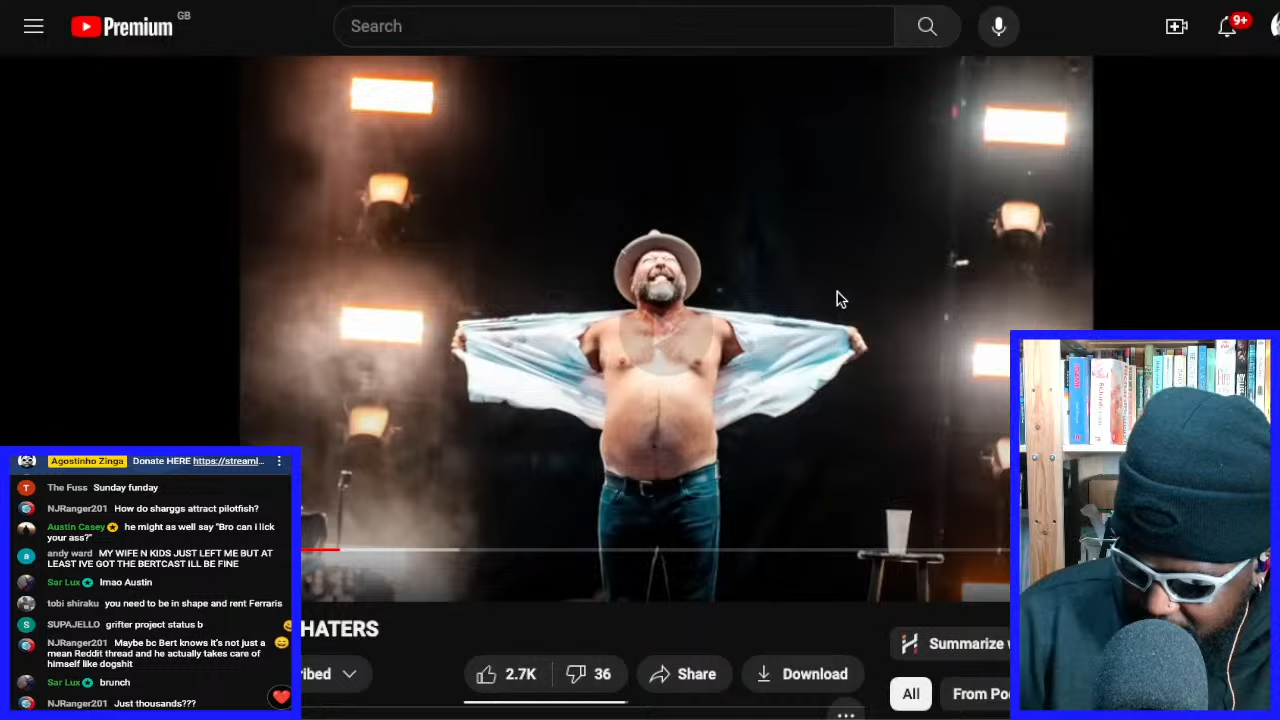 Premium GB
Search
9+
HATERS
Summarize
2.7K
36
Share
Download
All
From
Agostinho Zinga Donate HERE https://streaml...
The Fuss Sunday funday
NJRanger201 How do sharggs attract pilotfish?
Austin Casey he might as well say "Bro can i lick
your ass?"
andy ward MY WIFE N KIDS JUST LEFT ME BUT AT
LEAST IVE GOT THE BERTCAST ILL BE FINE
Sar Lux lmao Austin
tobi shiraku you need to be in shape and rent Ferraris
SUPAJELLO grifter project status b
NJRanger201 Maybe bc Bert knows it's not just a
mean Reddit thread and he actually takes care of
himself like dogshit
Sar Lux brunch
NJRanger201 Just thousands???